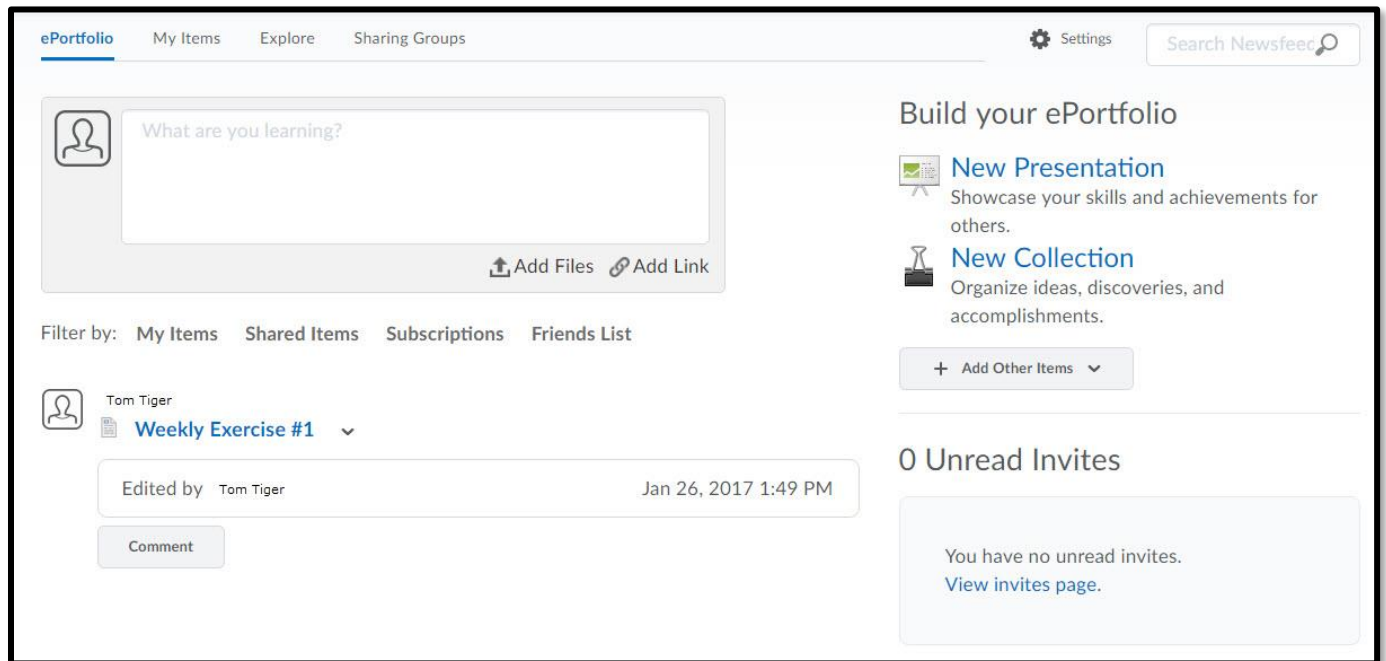 ePortfolio My Items Explore Sharing Groups Settings Search Newsfeed
What are you learning?
Add Files Add Link
Filter by: My Items Shared Items Subscriptions Friends List
Tom Tiger
Weekly Exercise #1
Edited by Tom Tiger Jan 26, 2017 1:49 PM
Comment
Build your ePortfolio
New Presentation
Showcase your skills and achievements for
others.
New Collection
Organize ideas, discoveries, and
accomplishments.
+ Add Other Items
0 Unread Invites
You have no unread invites.
View invites page.